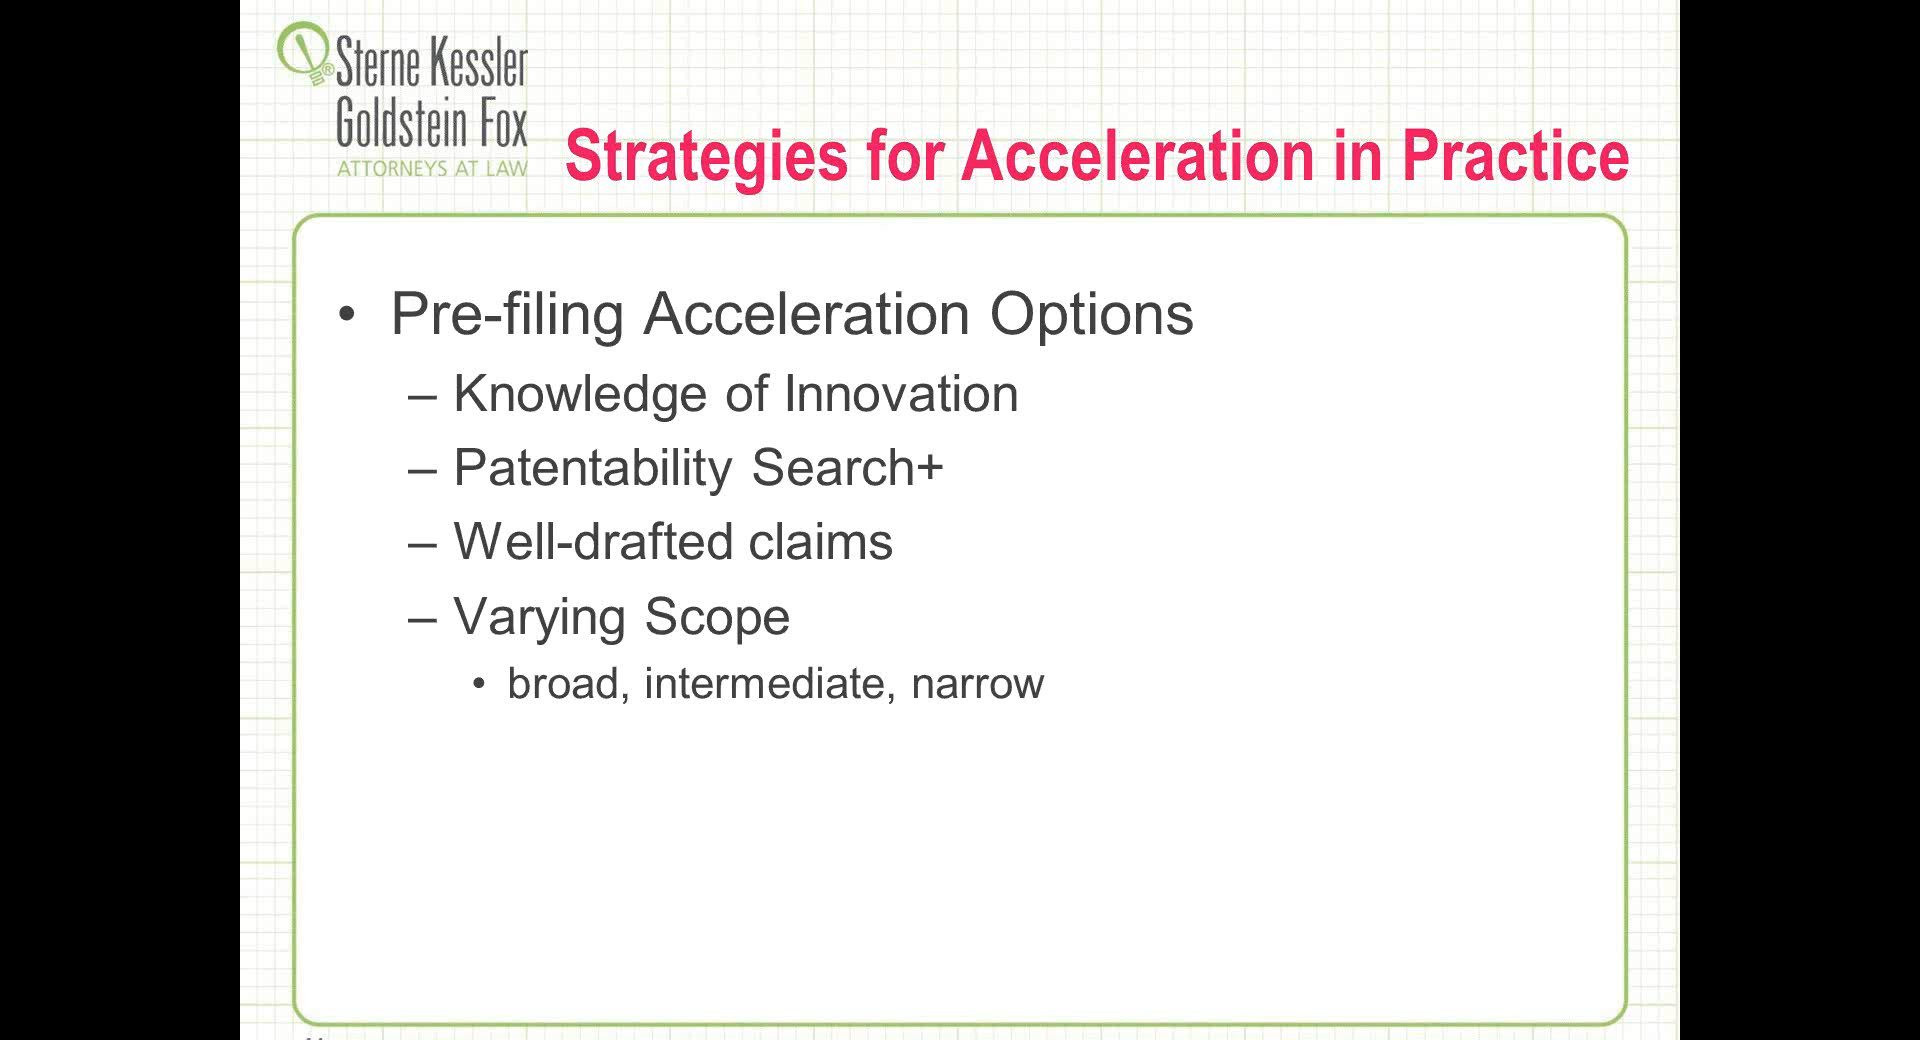 Sterne Kessler
Goldstein Fox
ATTORNEYS AT LAW
Strategies for Acceleration in Practice
• Pre-filing Acceleration Options
– Knowledge of Innovation
– Patentability Search+
– Well-drafted claims
– Varying Scope
• broad, intermediate, narrow